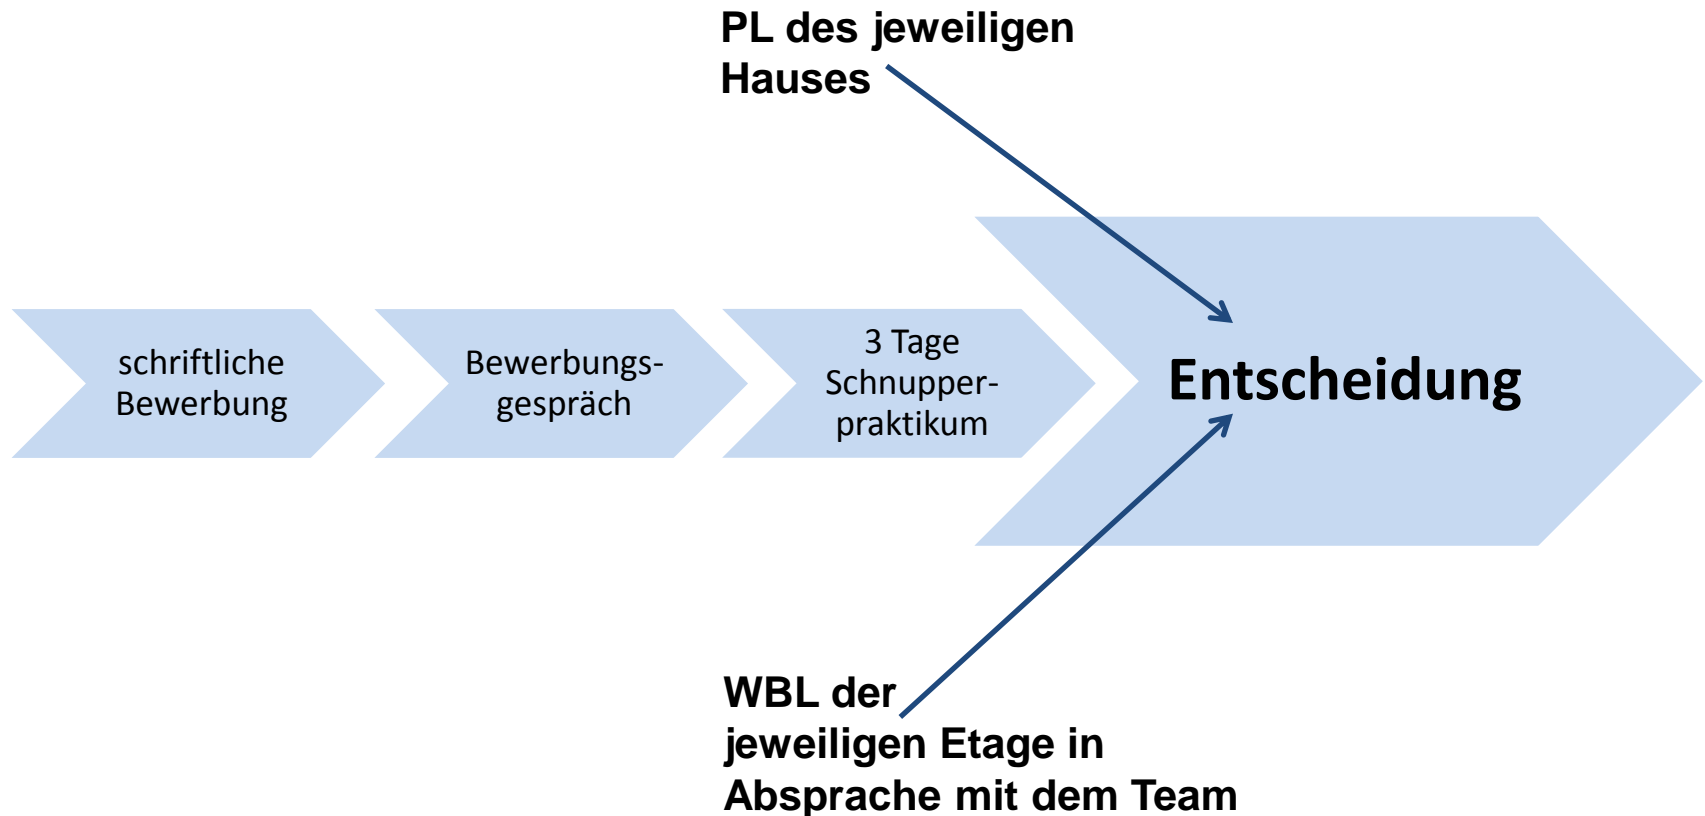 PL des jeweiligen
Hauses
schriftliche
Bewerbung
Bewerbungs-
gespräch
3 Tage
Schnupper-
praktikum
Entscheidung
WBL der
jeweiligen Etage in
Absprache mit dem Team